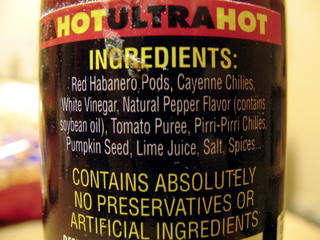 HOTULTRAHOT
INGREDIENTS:
Red Habanero Pods, Cayenne Chilies,
White Vinegar, Natural Pepper Flavor (contains
soybean oil), Tomato Puree, Pirri-Pirri Chilies,
Pumpkin Seed, Lime Juice, Salt, Spices...
CONTAINS ABSOLUTELY
NO PRESERVATIVES OR
ARTIFICIAL INGREDIENTS